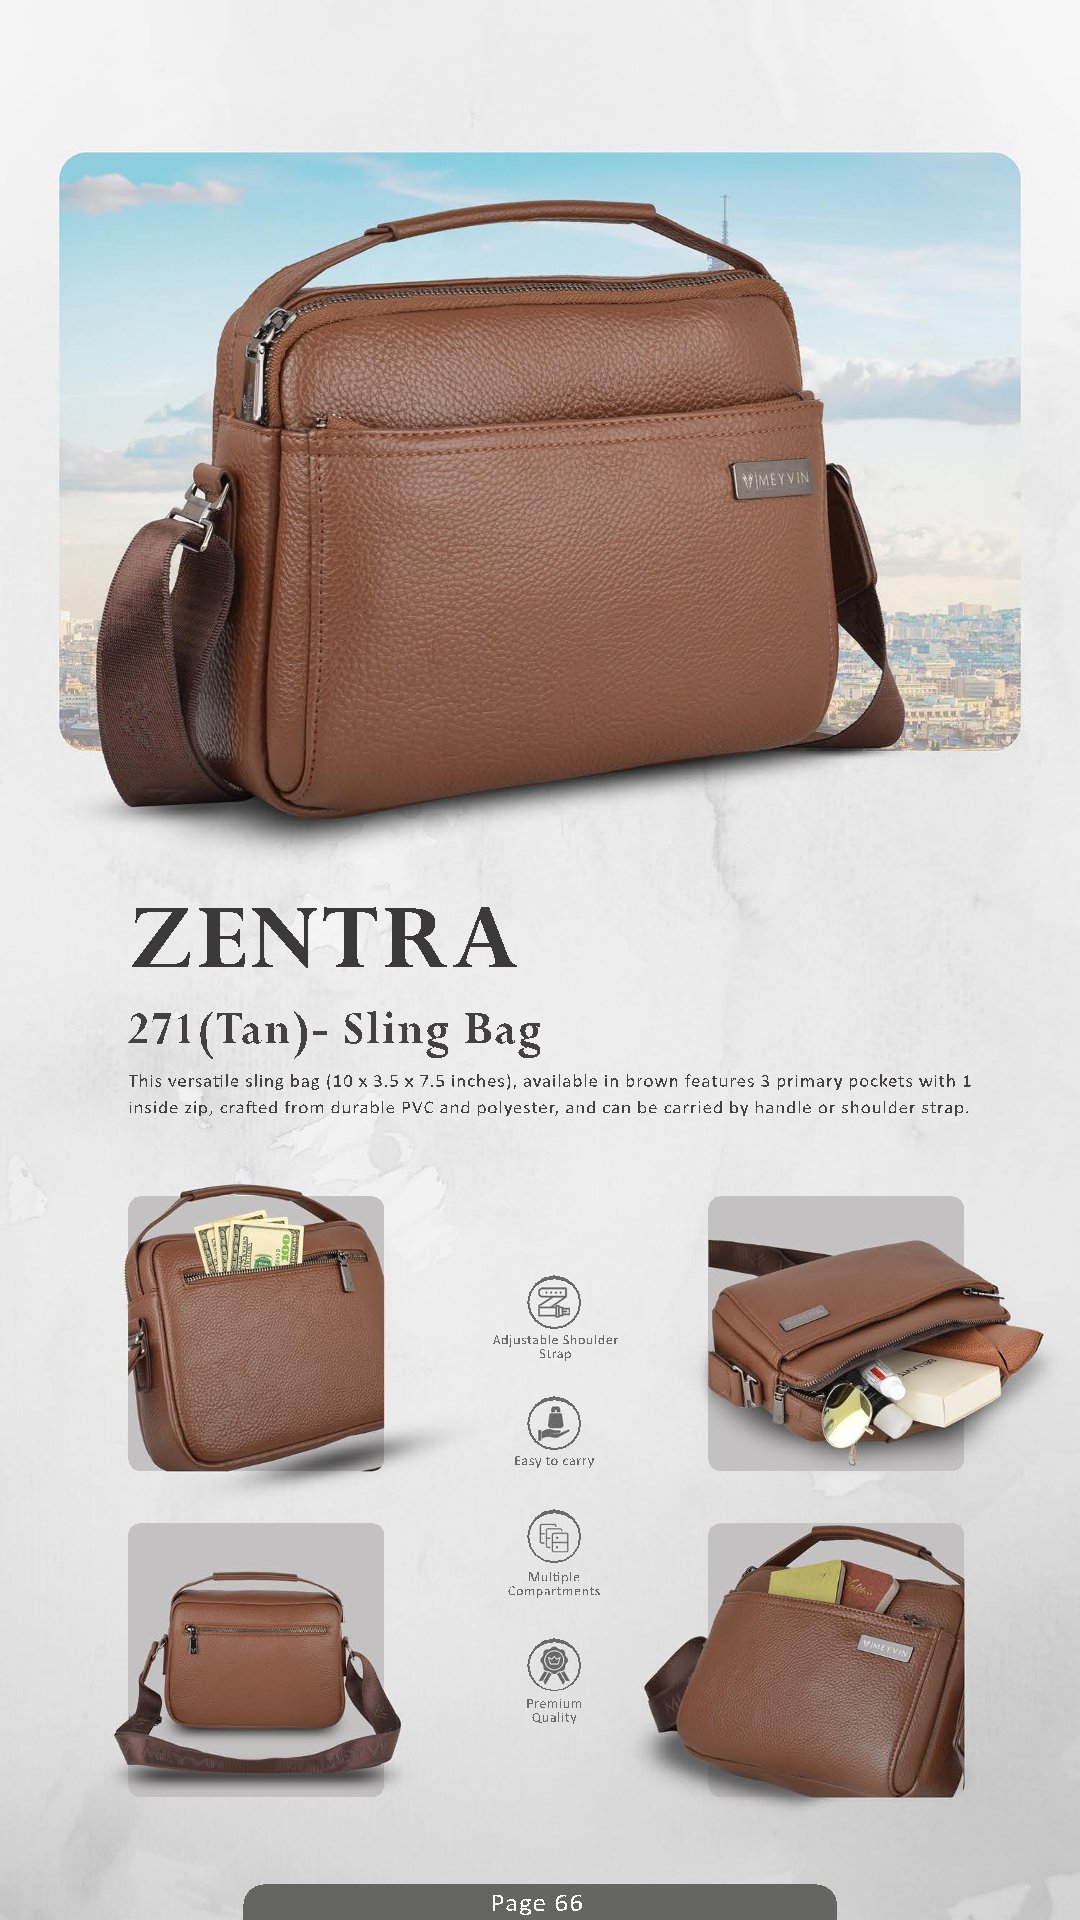 MEYVIN
ZENTRA
271(Tan)- Sling Bag
This versatile sling bag (10 x 3.5 x 7.5 inches), available in brown features 3 primary pockets with 1
inside zip, crafted from durable PVC and polyester, and can be carried by handle or shoulder strap.
100
Adjustable Shoulder
Strap
Easy to carry
Multiple
Compartments
Premium
Quality
MEYVIN
Page 66